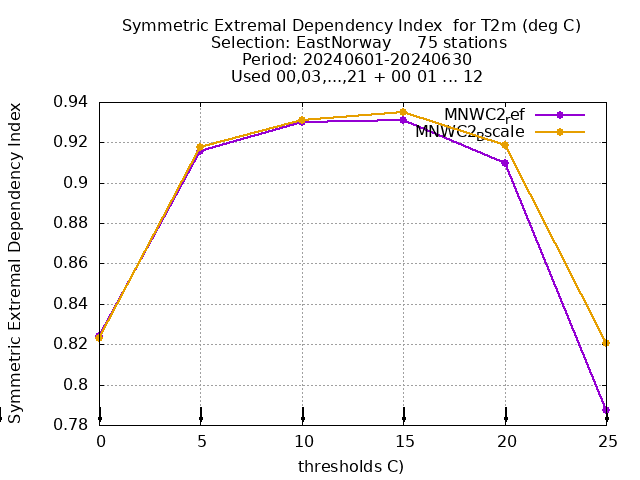 Symmetric Extremal Dependency Index  for T2m (deg C)
Selection: EastNorway     75 stations
Period: 20240601-20240630
Used 00,03,...,21 + 00 01 ... 12
Symmetric Extremal Dependency Index
0.94
0.92
0.9
0.88
0.86
0.84
0.82
0.8
0.78
MNWC2ref
MNWC2Dscale
0 5 10 15 20 25
thresholds C)